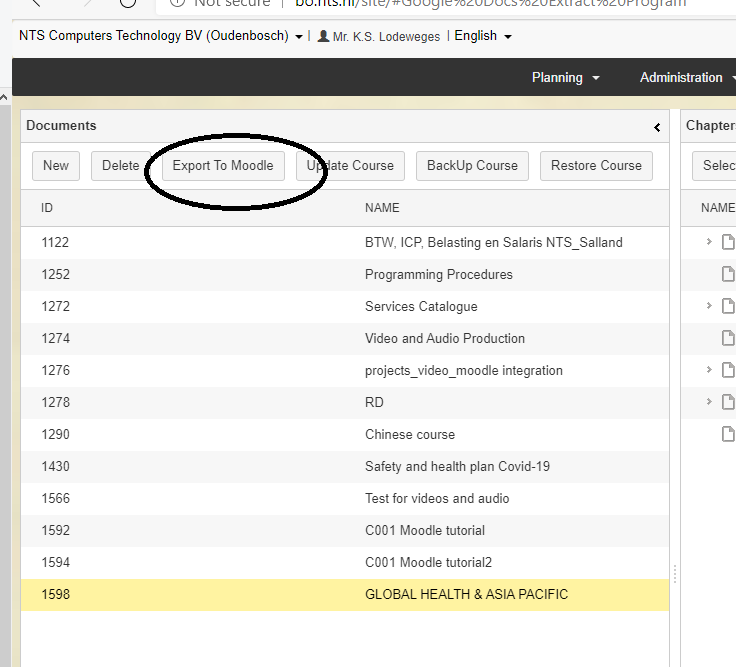 Not secure | bo.nts.nl/site/#Google%20Docs%20Extract%20Program
NTS Computers Technology BV (Oudenbosch) | Mr. K.S. Lodeweges | English
Planning Administration
Documents
New Delete Export To Moodle Update Course BackUp Course Restore Course
ID NAME
1122 BTW, ICP, Belasting en Salaris NTS_Salland
1252 Programming Procedures
1272 Services Catalogue
1274 Video and Audio Production
1276 projects_video_moodle integration
1278 RD
1290 Chinese course
1430 Safety and health plan Covid-19
1566 Test for videos and audio
1592 C001 Moodle tutorial
1594 C001 Moodle tutorial2
1598 GLOBAL HEALTH & ASIA PACIFIC
Chapter
Selec
NAME